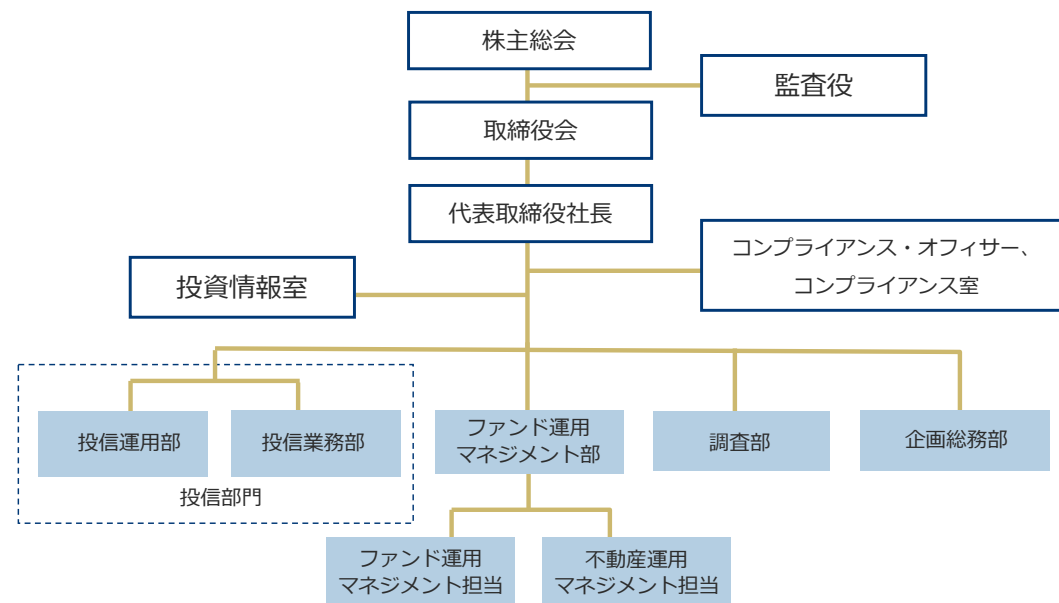 株主総会
監査役
取締役会
代表取締役社長
コンプライアンス・オフィサー、
コンプライアンス室
投資情報室
投信運用部
投信業務部
投信部門
ファンド運用
マネジメント部
調査部
企画総務部
ファンド運用
マネジメント担当
不動産運用
マネジメント担当